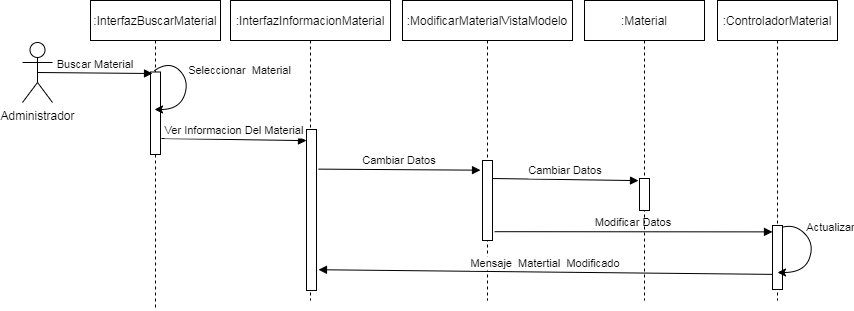 :InterfazBuscarMaterial
:InterfazInformacionMaterial
:ModificarMaterialVistaModelo
:Material
:ControladorMaterial
Buscar Material
Seleccionar Material
Administrador
Ver Informacion Del Material
Cambiar Datos
Cambiar Datos
Modificar Datos
Actualizar
Mensaje Matertial Modificado